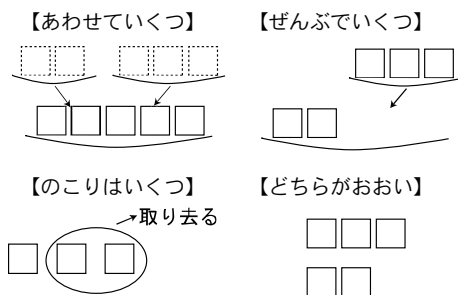 【あわせていくつ】
【ぜんぶでいくつ】
【のこりはいくつ】
【どちらがおおい】
取り去る